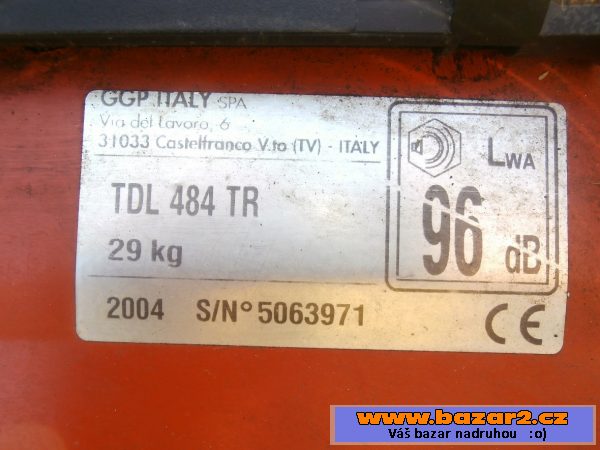 GGP ITALY SPA
Via del Lavoro, 6
31033 Castelfranco V.to (TV) - ITALY
TDL 484 TR
29 kg
LWA
96 dB
2004 S/N° 5063971
CE
www.bazar2.cz
Váš bazar nadruhou :o)